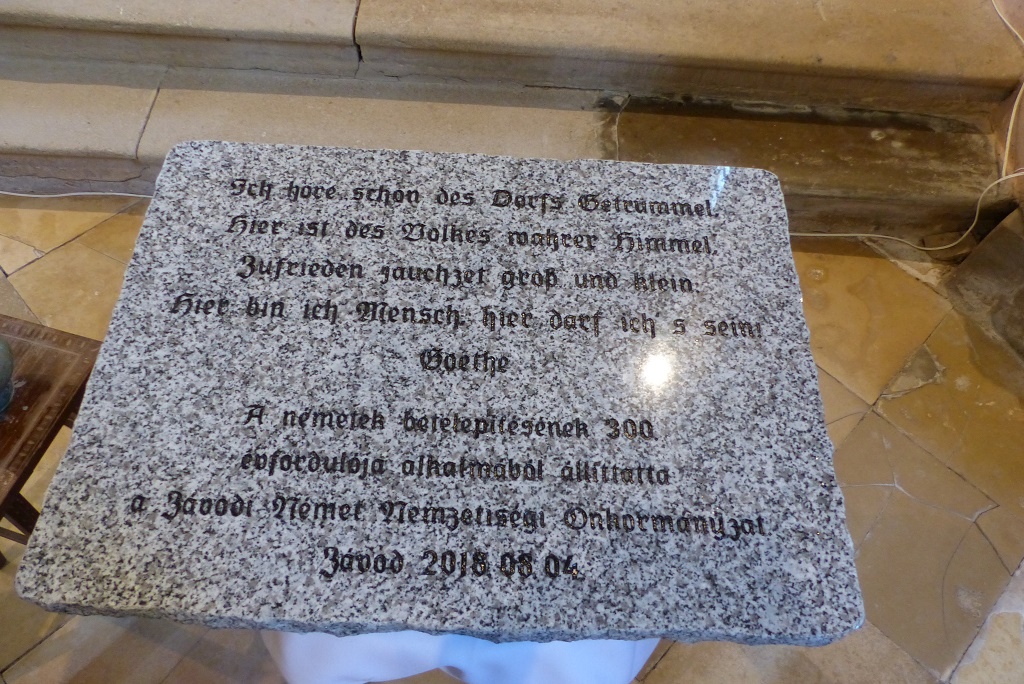 Ich höre schon des Dorfs Getrümmel,
Hier ist des Volkes wahrer Himmel,
Zufrieden jauchzet groß und klein.
Hier bin ich Mensch, hier darf ich's sein!
Goethe
A németek betelepítésének 300.
évfordulója alkalmából állíttatta
a Závodi Német Nemzetiségi Önkormányzat
Závod 2018.08.04.